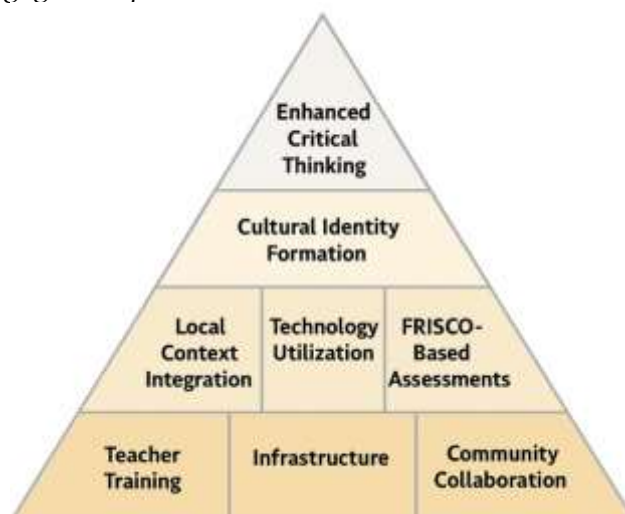 Enhanced
Critical
Thinking
Cultural Identity
Formation
Local
Context
Integration
Technology
Utilization
FRISCO-
Based
Assessments
Teacher
Training
Infrastructure
Community
Collaboration